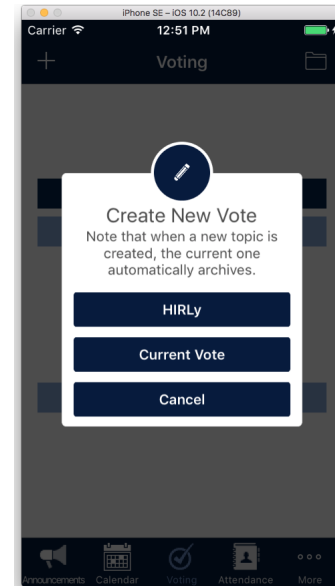 iPhone SE – iOS 10.2 (14C89)
Carrier 12:51 PM
Voting
Create New Vote
Note that when a new topic is
created, the current one
automatically archives.
HIRLy
Current Vote
Cancel
Announcements Calendar Voting Attendance More